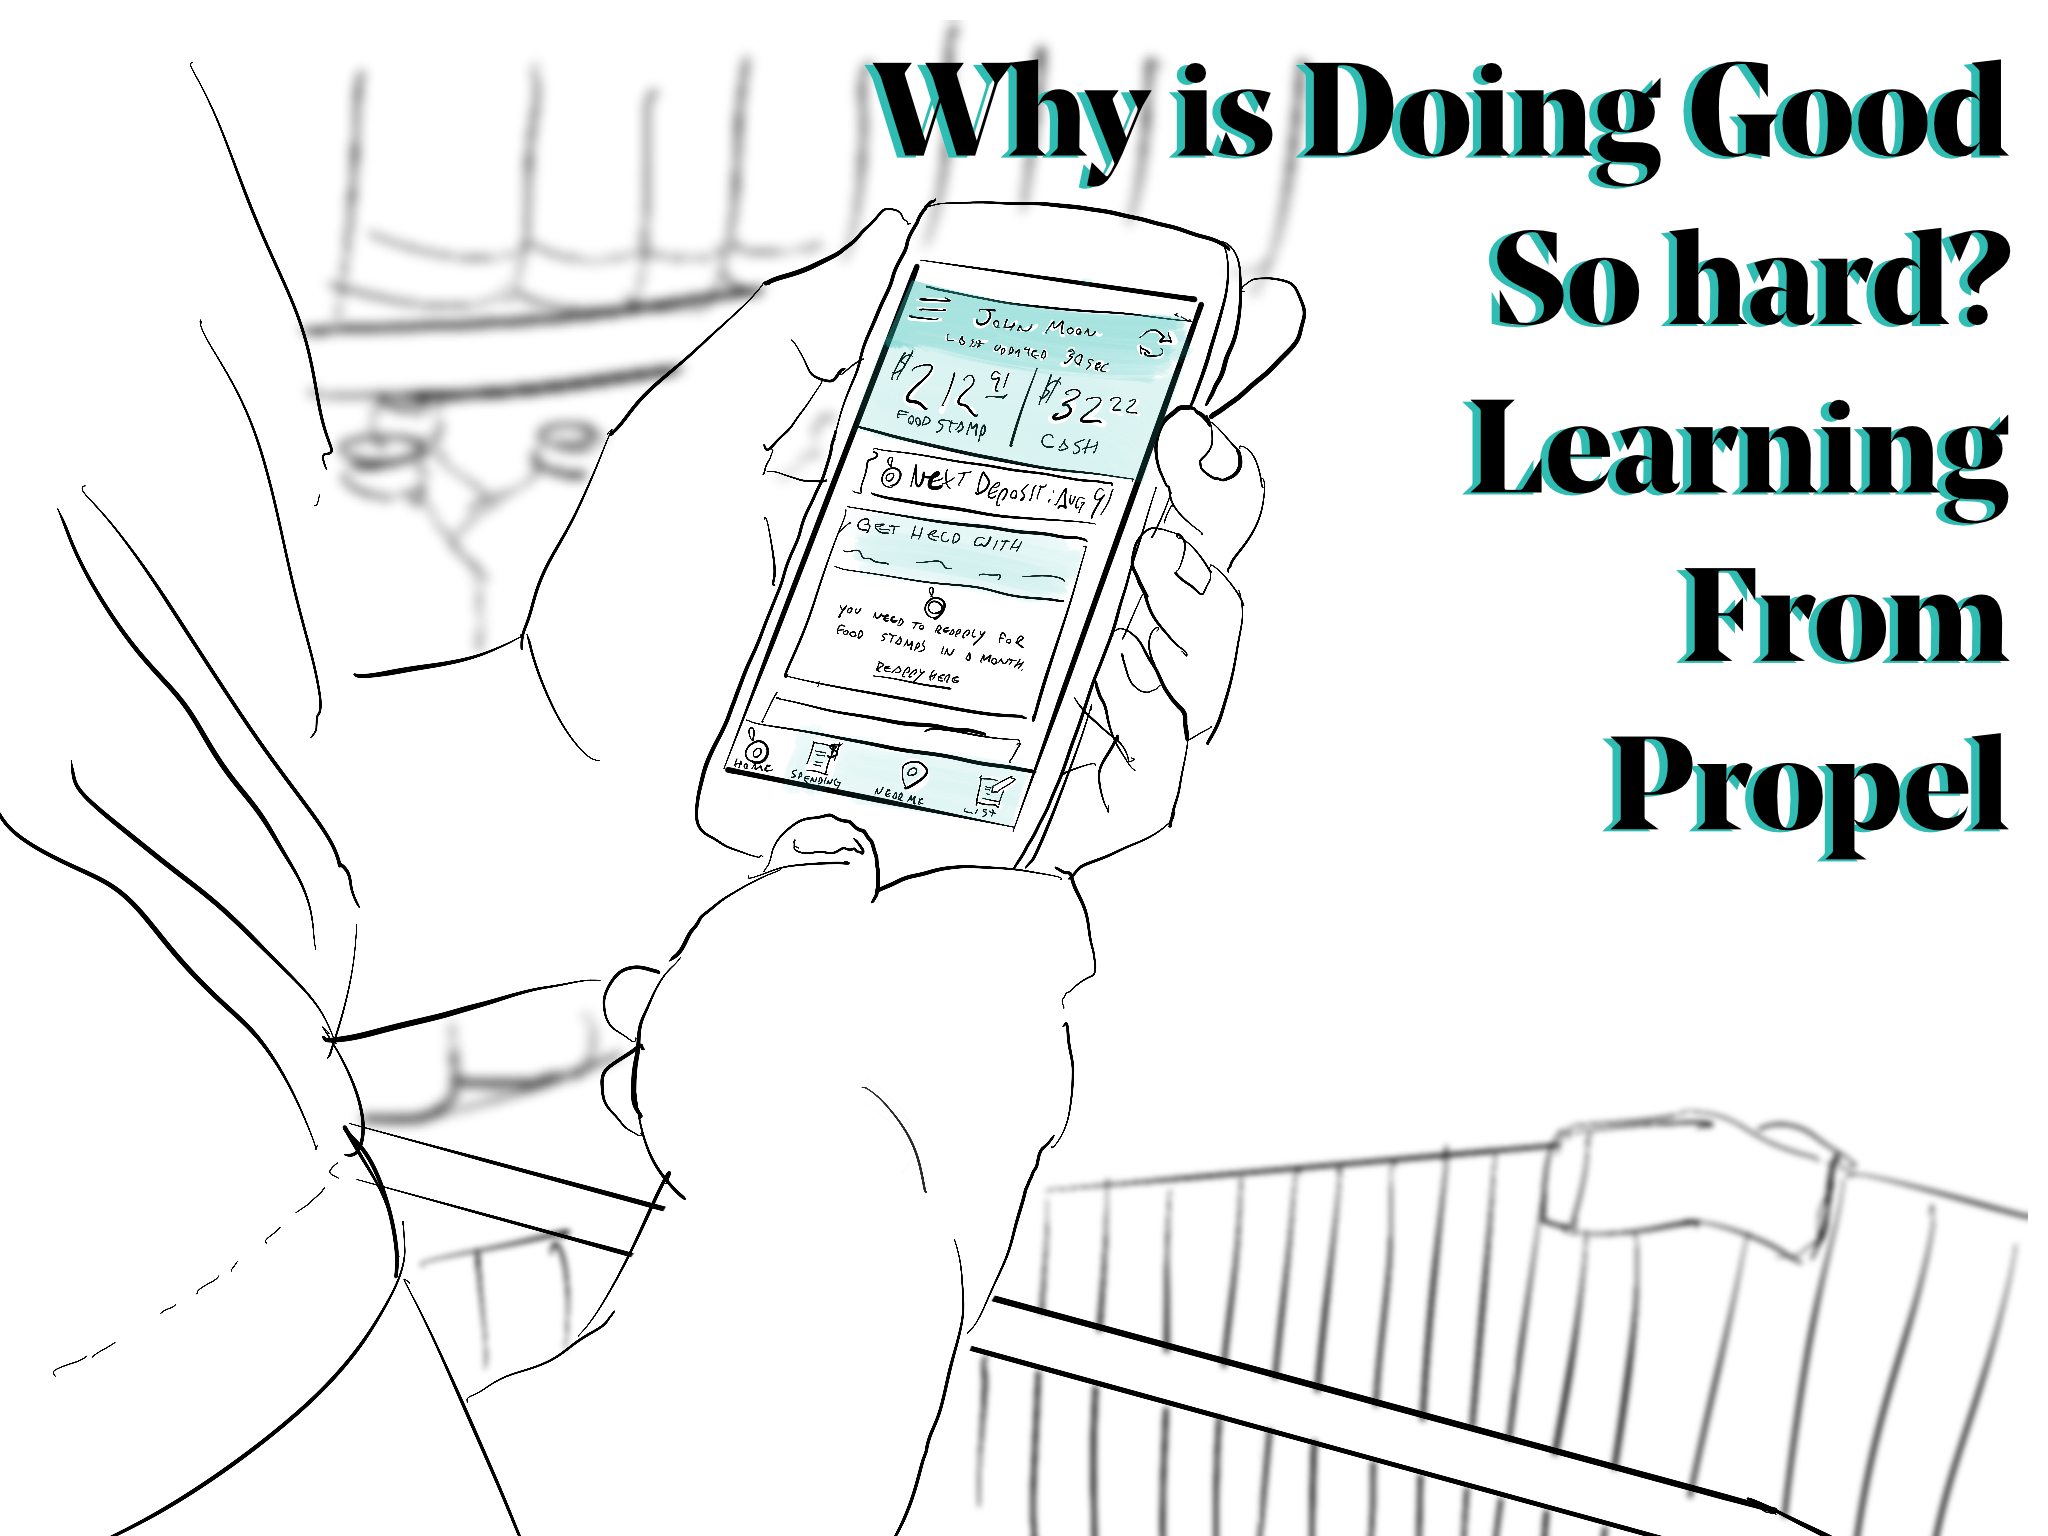 Why is Doing Good
So hard?
Learning
From
Propel
JOHN MOON
LAST UPDATED 30 SEC
$212 91
$32 22
FOOD STAMP
CASH
NEXT DEPOSIT: AUG 9
GET HELP WITH
YOU NEED TO REAPPLY FOR
FOOD STAMPS IN A MONTH.
REAPPLY HERE
HOME
SPENDING
NEAR ME
LIST